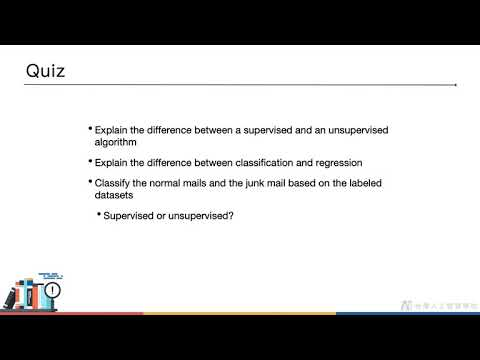 Quiz
• Explain the difference between a supervised and an unsupervised
algorithm
• Explain the difference between classification and regression
• Classify the normal mails and the junk mail based on the labeled
datasets
• Supervised or unsupervised?
台灣人工智慧學校